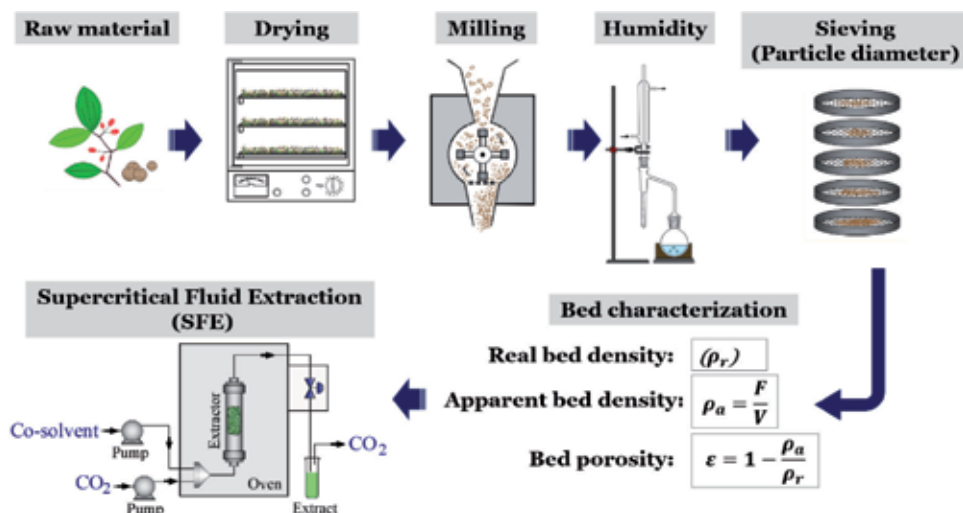 Raw material
Drying
Milling
Humidity
Sieving
(Particle diameter)
Supercritical Fluid Extraction
(SFE)
Co-solvent
Pump
CO₂
Pump
Extractor
Oven
CO₂
Extract
Bed characterization
Real bed density: (ρᵣ)
Apparent bed density: ρₐ = F/V
Bed porosity: ε = 1 − ρₐ/ρᵣ